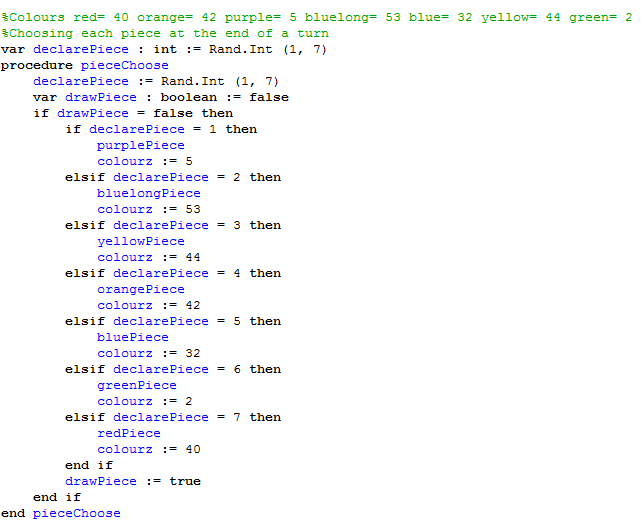 %Colours red= 40 orange= 42 purple= 5 bluelong= 53 blue= 32 yellow= 44 green= 2
%Choosing each piece at the end of a turn
var declarePiece : int := Rand.Int (1, 7)
procedure pieceChoose
    declarePiece := Rand.Int (1, 7)
    var drawPiece : boolean := false
    if drawPiece = false then
        if declarePiece = 1 then
            purplePiece
            colourz := 5
        elsif declarePiece = 2 then
            bluelongPiece
            colourz := 53
        elsif declarePiece = 3 then
            yellowPiece
            colourz := 44
        elsif declarePiece = 4 then
            orangePiece
            colourz := 42
        elsif declarePiece = 5 then
            bluePiece
            colourz := 32
        elsif declarePiece = 6 then
            greenPiece
            colourz := 2
        elsif declarePiece = 7 then
            redPiece
            colourz := 40
        end if
        drawPiece := true
    end if
end pieceChoose